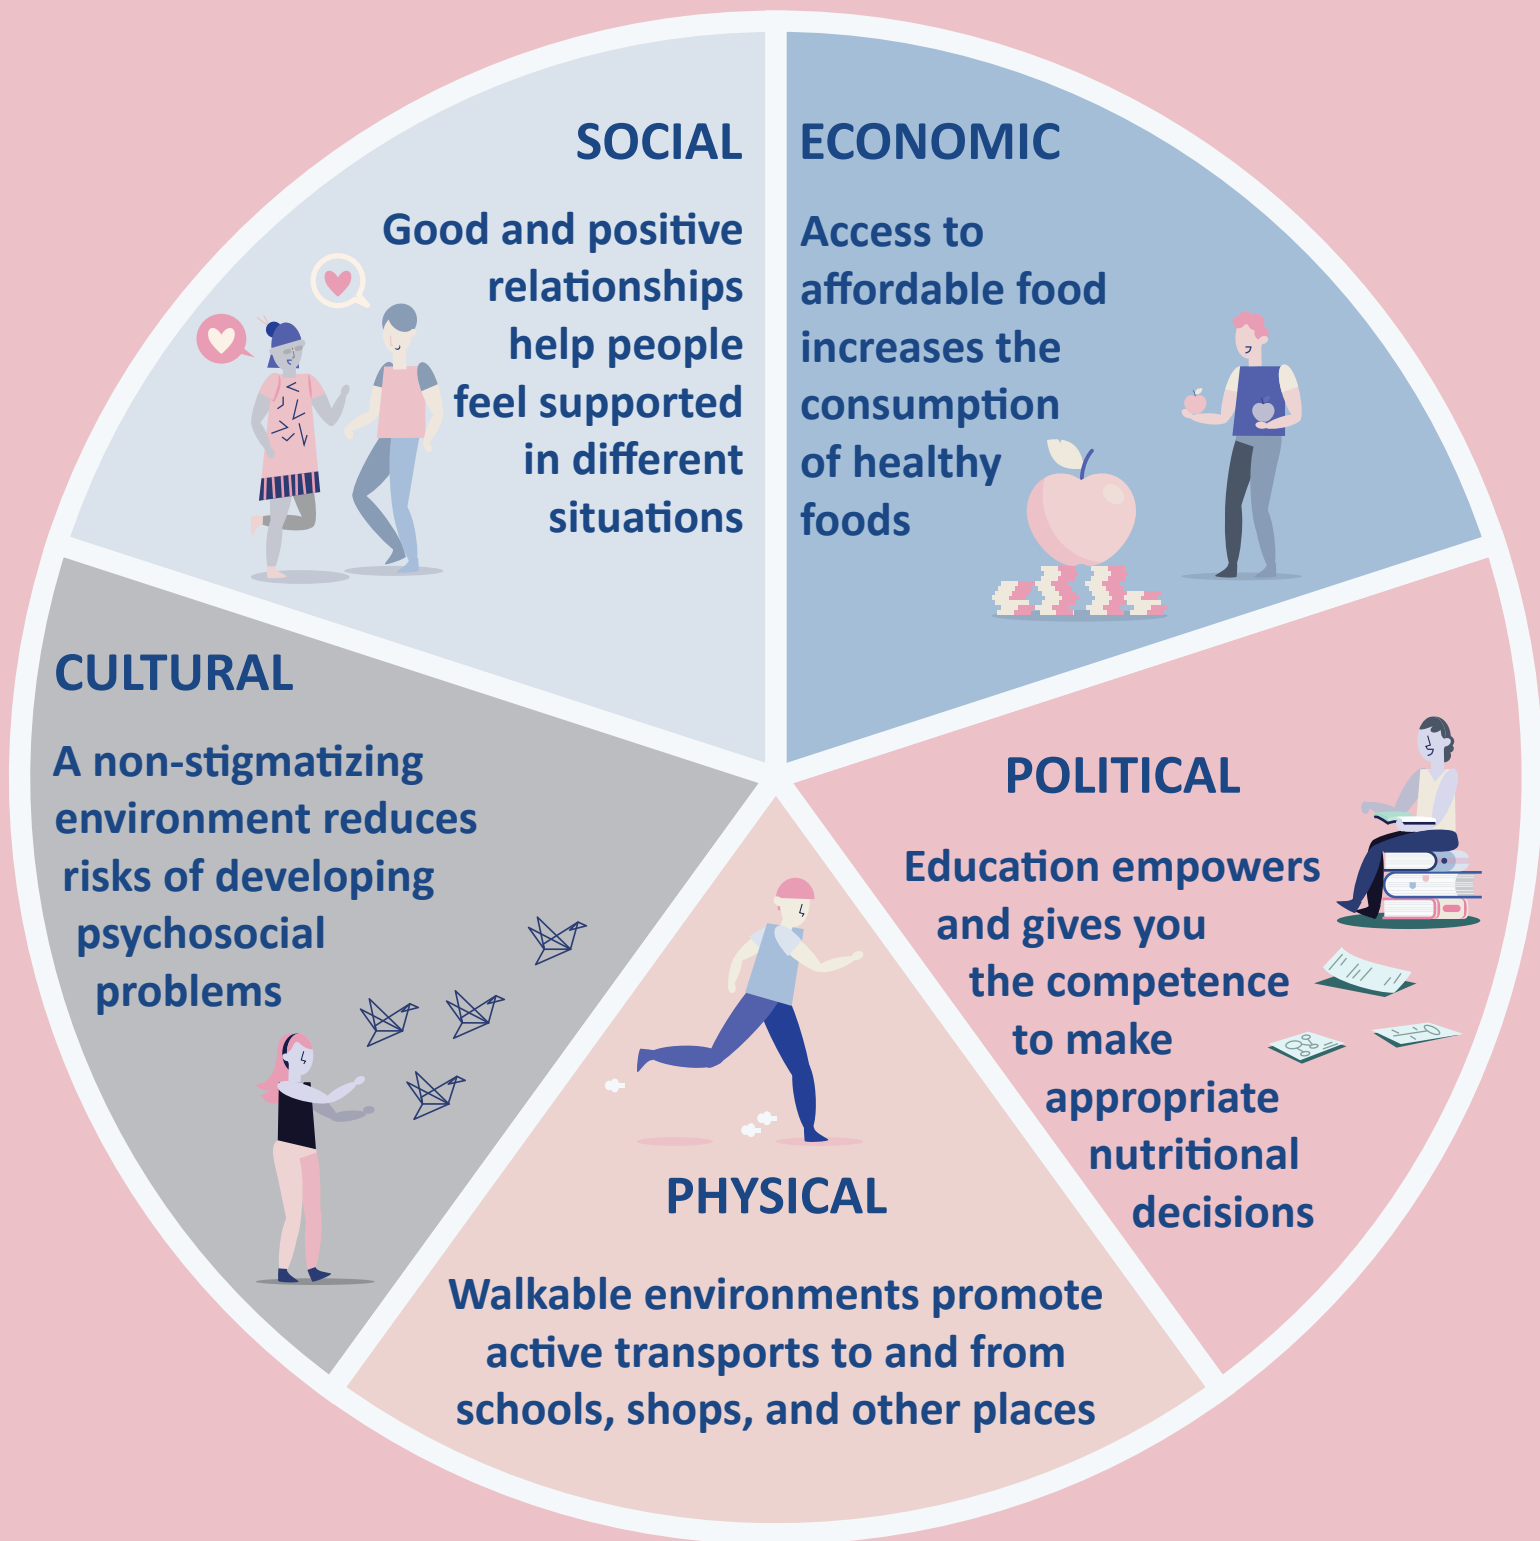 SOCIAL
Good and positive
relationships
help people
feel supported
in different
situations
ECONOMIC
Access to
affordable food
increases the
consumption
of healthy
foods
CULTURAL
A non-stigmatizing
environment reduces
risks of developing
psychosocial
problems
POLITICAL
Education empowers
and gives you
the competence
to make
appropriate
nutritional
decisions
PHYSICAL
Walkable environments promote
active transports to and from
schools, shops, and other places